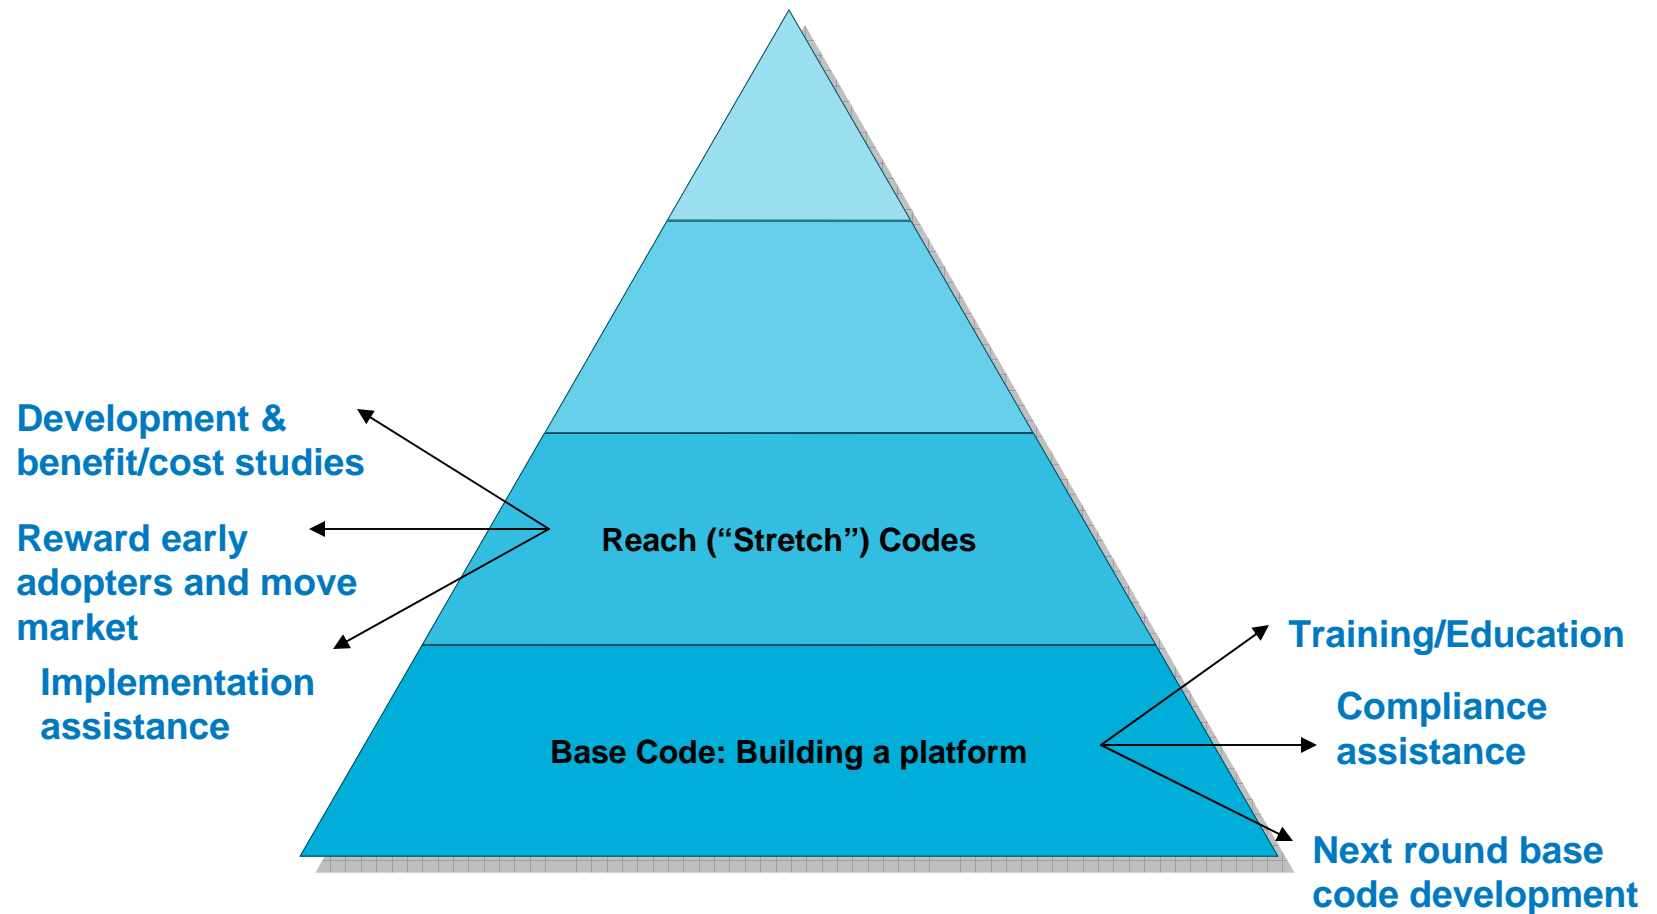 Development &
benefit/cost studies
Reward early
adopters and move
market
Implementation
assistance
Reach (“Stretch”) Codes
Base Code: Building a platform
Training/Education
Compliance
assistance
Next round base
code development